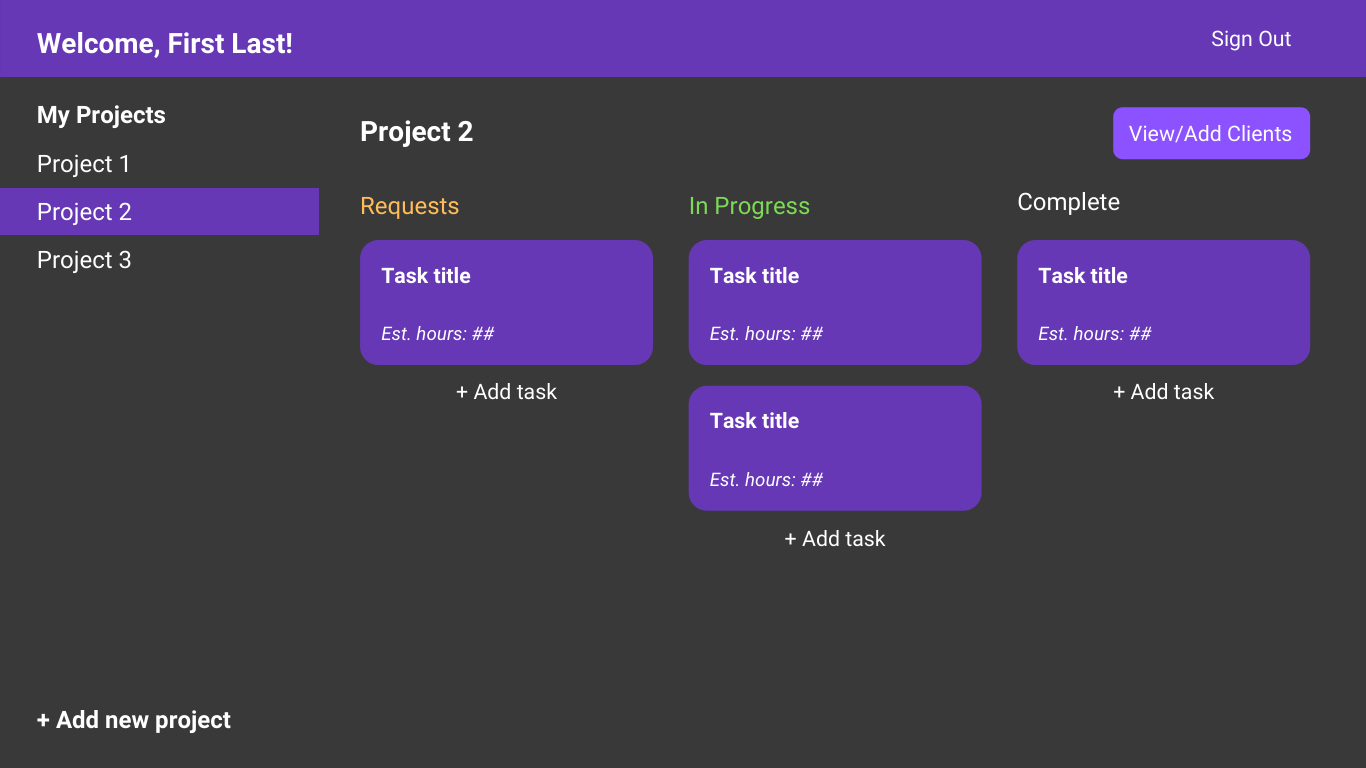 Welcome, First Last!
Sign Out
My Projects
Project 1
Project 2
Project 3
+ Add new project
Project 2
View/Add Clients
Requests
Task title
Est. hours: ##
+ Add task
In Progress
Task title
Est. hours: ##
Task title
Est. hours: ##
+ Add task
Complete
Task title
Est. hours: ##
+ Add task